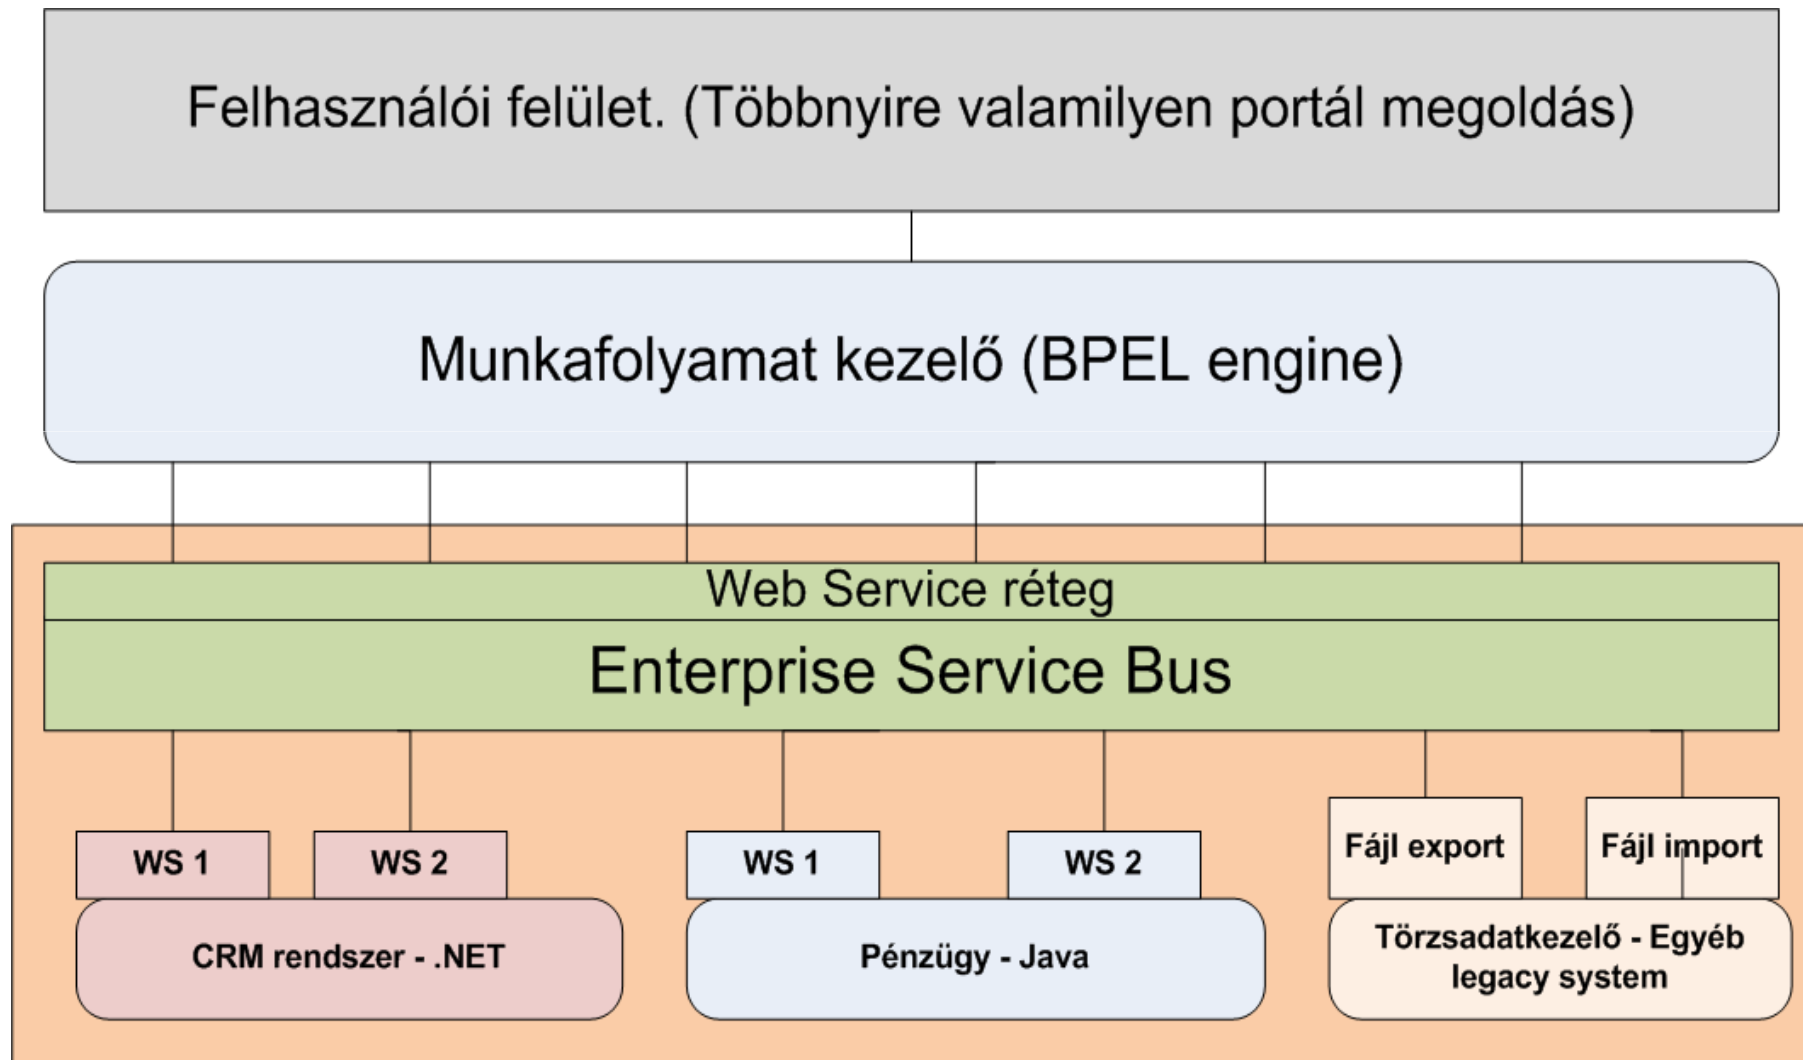 Felhasználói felület. (Többnyire valamilyen portál megoldás)
Munkafolyamat kezelő (BPEL engine)
Web Service réteg
Enterprise Service Bus
WS 1
WS 2
WS 1
WS 2
Fájl export
Fájl import
CRM rendszer - .NET
Pénzügy - Java
Törzsadatkezelő - Egyéb
legacy system